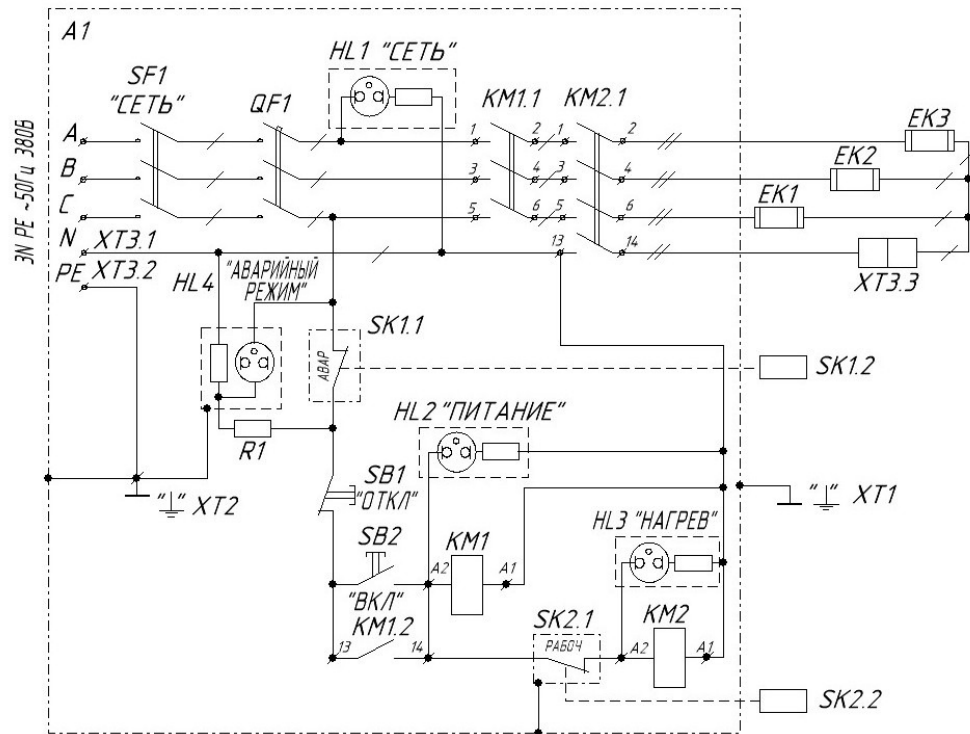 A1
HL1 "СЕТЬ"
SF1
"СЕТЬ"
QF1
KM1.1
KM2.1
3N PE ~50Гц 380В
A
1
2
1
2
EK3
B
3
4
3
4
EK2
C
5
6
5
6
EK1
N
XT3.1
13
14
XT3.3
PE
XT3.2
HL4
"АВАРИЙНЫЙ
РЕЖИМ"
SK1.1
АВАР
SK1.2
HL2 "ПИТАНИЕ"
R1
SB1
"ОТКЛ"
"⏚" XT2
"⏚" XT1
SB2
KM1
HL3 "НАГРЕВ"
A2
A1
"ВКЛ"
KM1.2
SK2.1
KM2
13
14
РАБОЧ
A2
A1
SK2.2